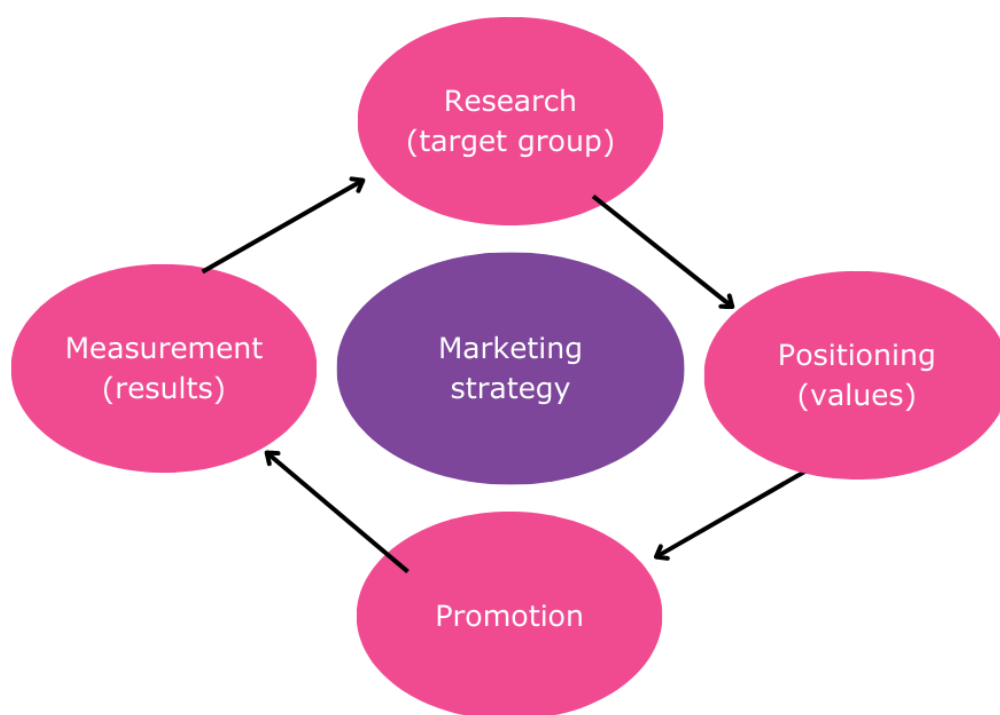 Research
(target group)
Measurement
(results)
Marketing
strategy
Positioning
(values)
Promotion